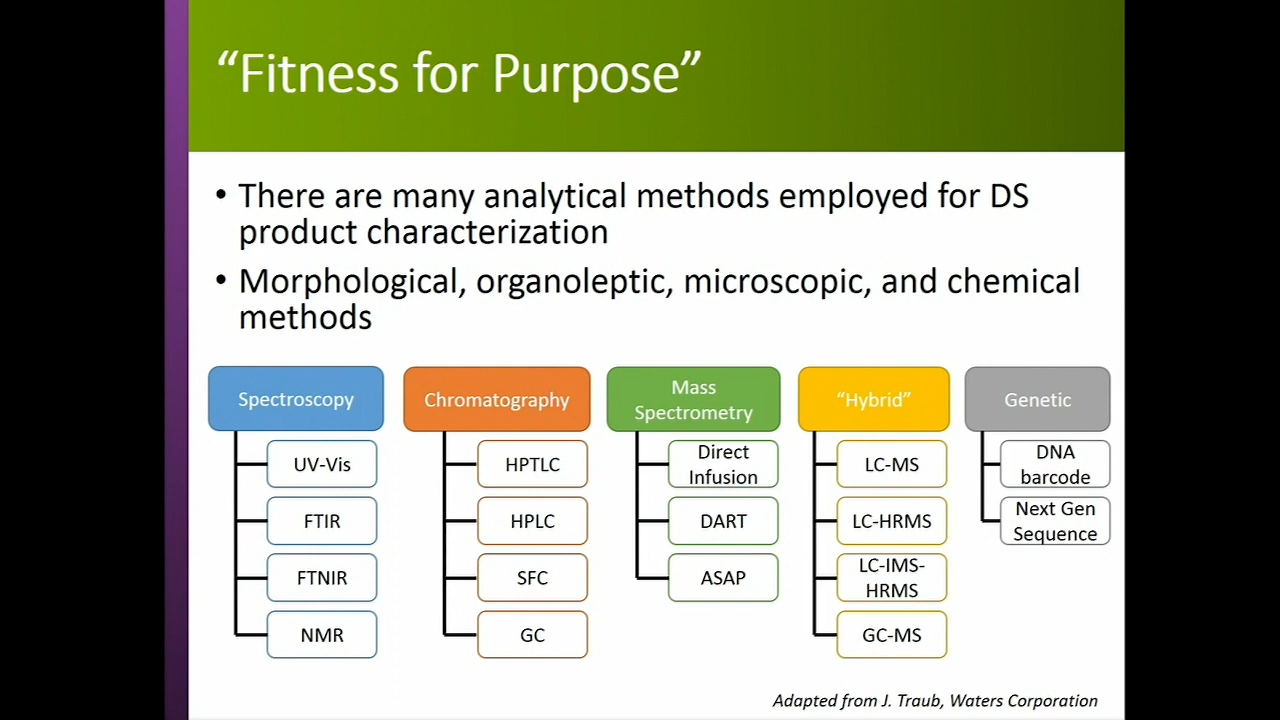 “Fitness for Purpose”
• There are many analytical methods employed for DS
product characterization
• Morphological, organoleptic, microscopic, and chemical
methods
Spectroscopy
UV-Vis
FTIR
FTNIR
NMR
Chromatography
HPTLC
HPLC
SFC
GC
Mass
Spectrometry
Direct
Infusion
DART
ASAP
“Hybrid”
LC-MS
LC-HRMS
LC-IMS-
HRMS
GC-MS
Genetic
DNA
barcode
Next Gen
Sequence
Adapted from J. Traub, Waters Corporation